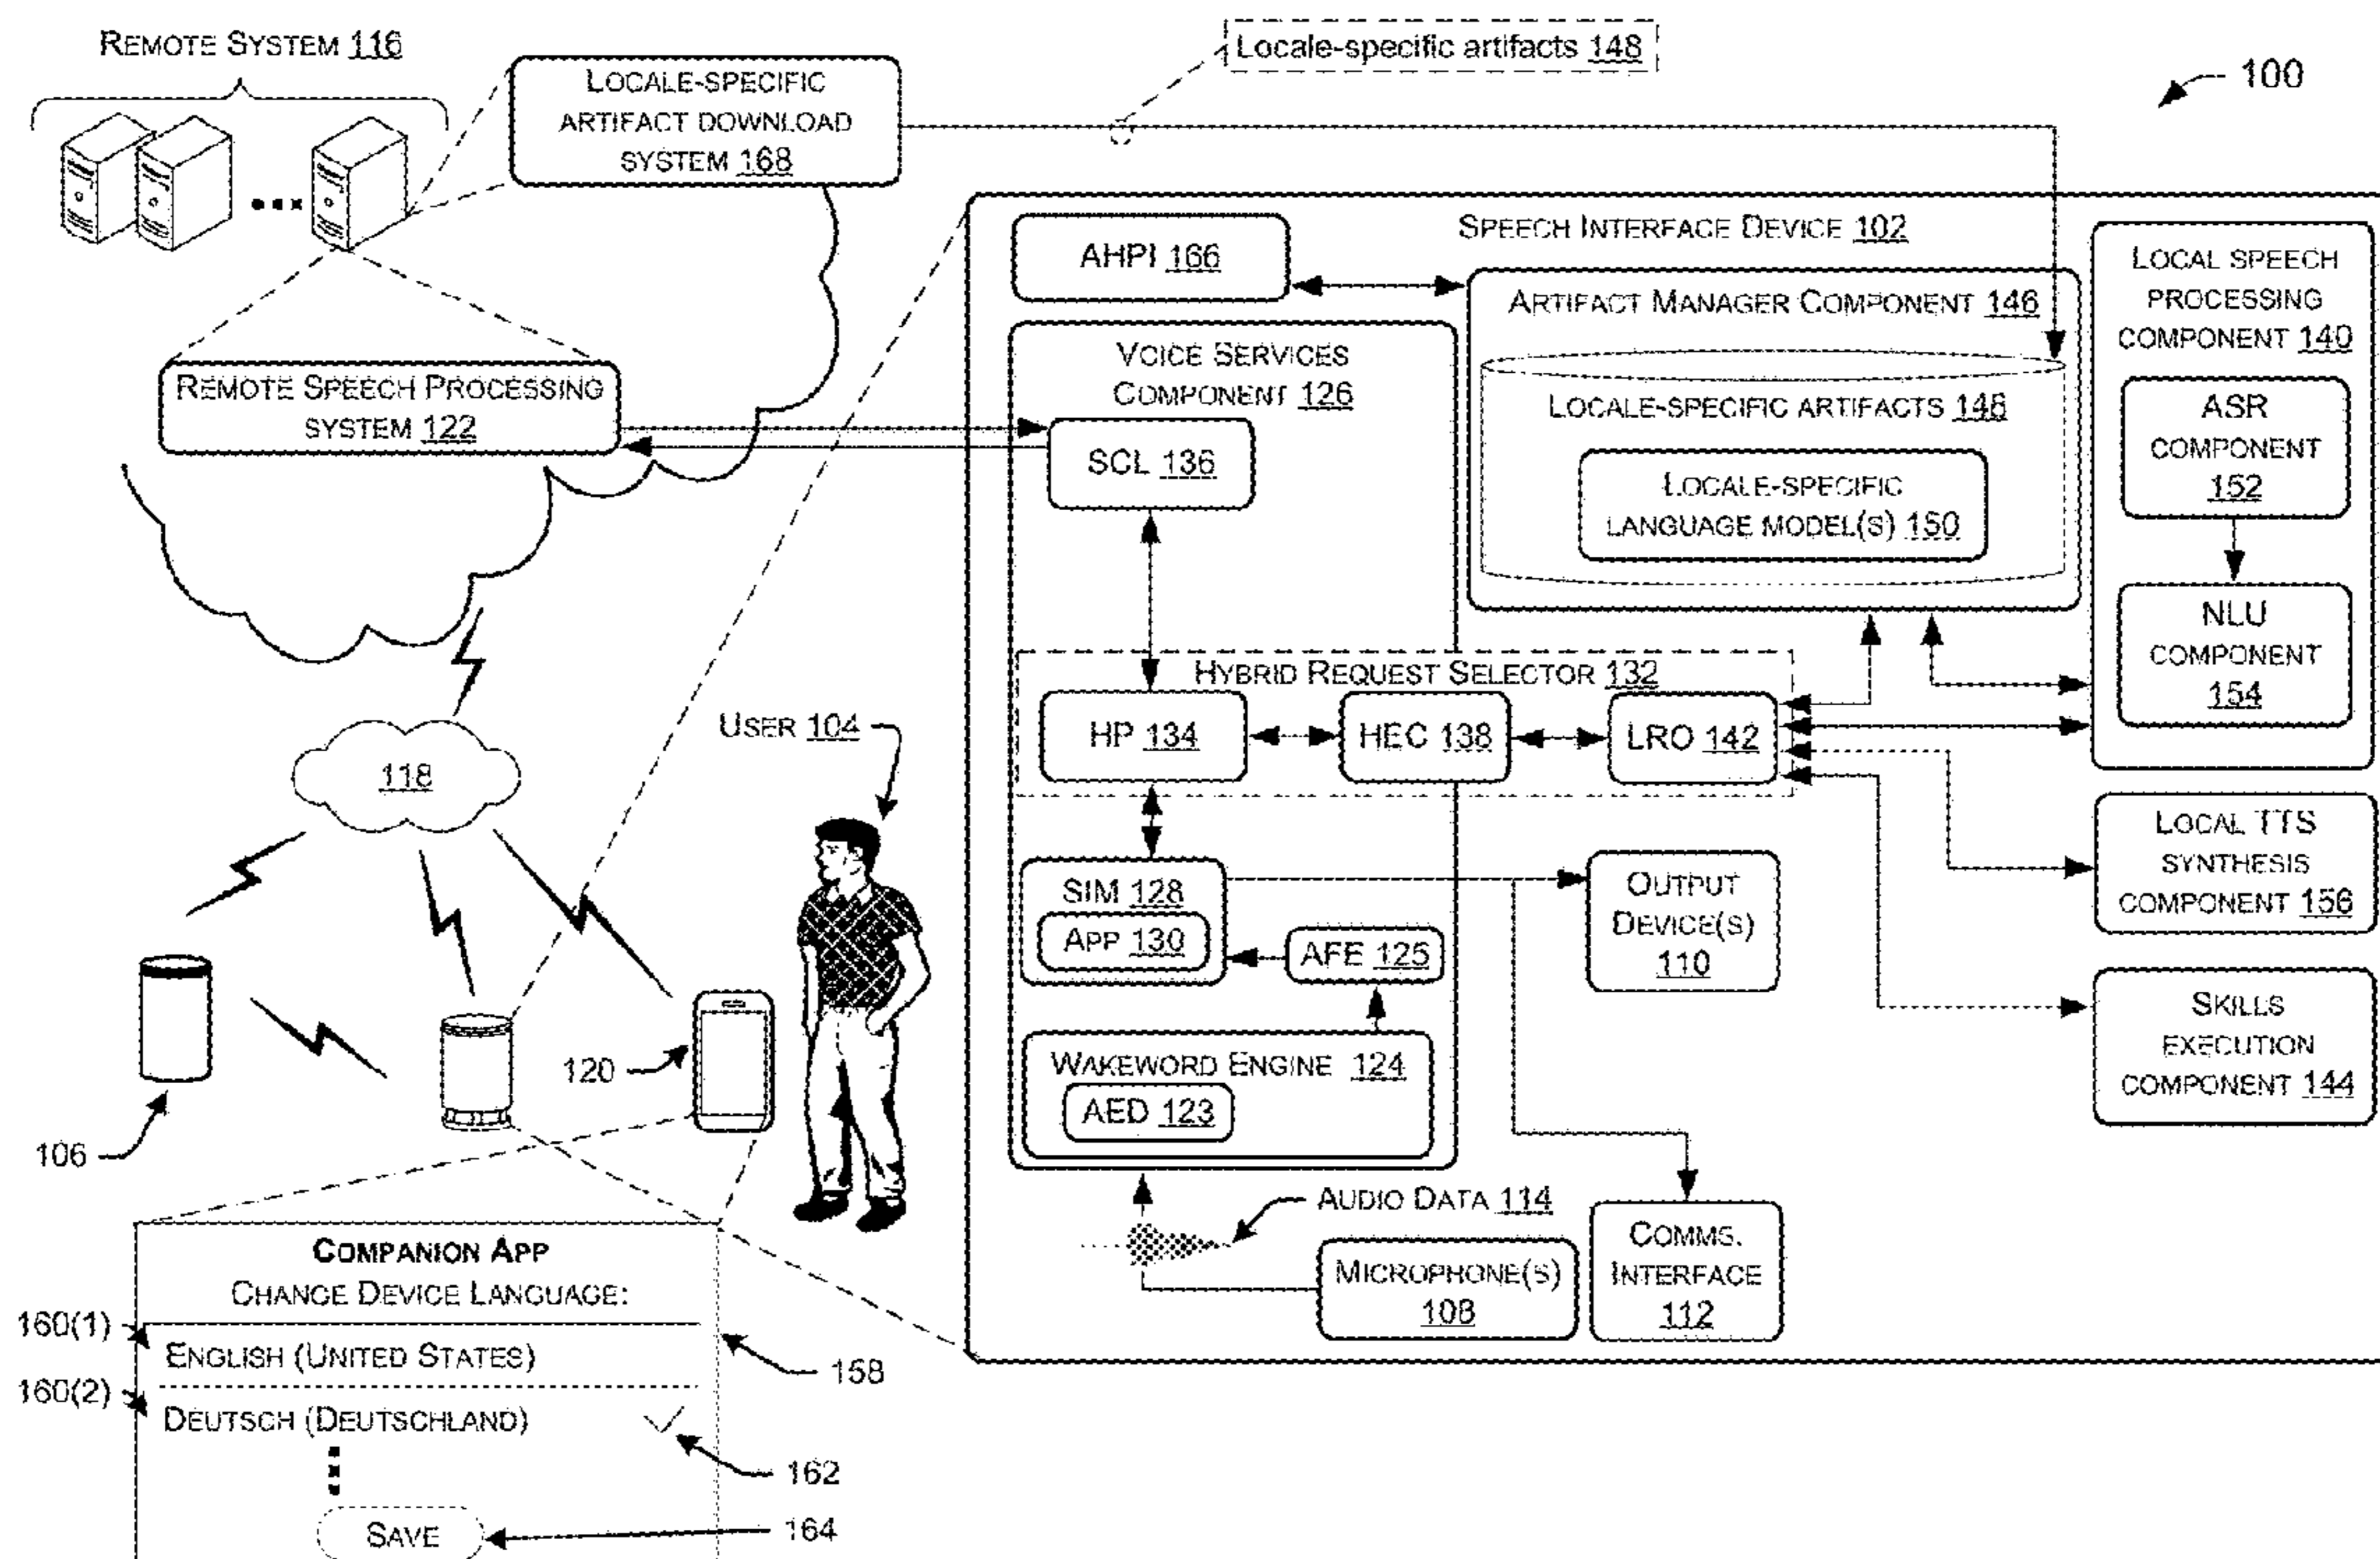 REMOTE SYSTEM 116
LOCALE-SPECIFIC
ARTIFACT DOWNLOAD
SYSTEM 168
Locale-specific artifacts 148
100
REMOTE SPEECH PROCESSING
SYSTEM 122
118
USER 104
106
120
COMPANION APP
CHANGE DEVICE LANGUAGE:
160(1)
ENGLISH (UNITED STATES)
158
160(2)
DEUTSCH (DEUTSCHLAND)
162
SAVE
164
SPEECH INTERFACE DEVICE 102
AHPI 166
VOICE SERVICES
COMPONENT 126
SCL 136
ARTIFACT MANAGER COMPONENT 146
LOCALE-SPECIFIC ARTIFACTS 148
LOCALE-SPECIFIC
LANGUAGE MODEL(S) 150
LOCAL SPEECH
PROCESSING
COMPONENT 140
ASR
COMPONENT
152
NLU
COMPONENT
154
HYBRID REQUEST SELECTOR 132
HP 134
HEC 138
LRO 142
SIM 128
APP 130
AFE 125
WAKEWORD ENGINE 124
AED 123
OUTPUT
DEVICE(S)
110
LOCAL TTS
SYNTHESIS
COMPONENT 156
SKILLS
EXECUTION
COMPONENT 144
AUDIO DATA 114
MICROPHONE(S)
108
COMMS.
INTERFACE
112